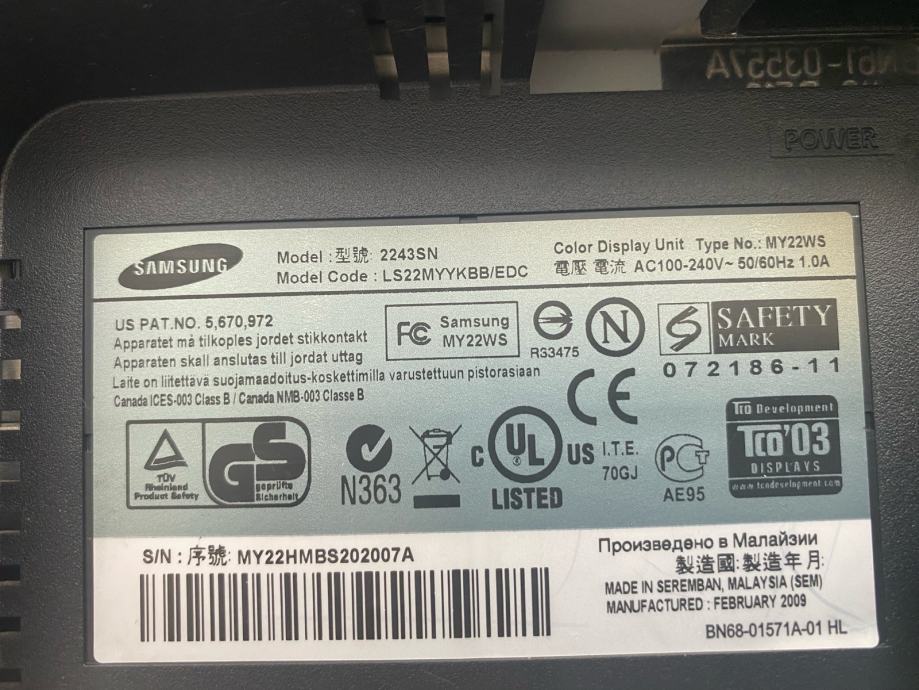 BN61-03557A
POWER
SAMSUNG
Model : 型號: 2243SN
Model Code : LS22MYYKBB/EDC
Color Display Unit Type No.: MY22WS
電壓 電流 AC100-240V~ 50/60Hz 1.0A
US PAT.NO. 5,670,972
Apparatet må tilkoples jordet stikkontakt
Apparaten skall anslutas till jordat uttag
Laite on liitettävä suojamaadoitus-koskettimilla varustettuun pistorasiaan
Canada ICES-003 Class B / Canada NMB-003 Classe B
FC Samsung
MY22WS
R33475
N
S SAFETY
MARK
072186-11
CE
TÜV
Rheinland
Product Safety
GS
geprüfte
Sicherheit
N363
C UL US
LISTED
I.T.E.
70GJ
PCT
AE95
TCO Development
TCO'03
DISPLAYS
www.tcodevelopment.com
S/N : 序號: MY22HMBS202007A
Произведено в Малайзии
製造國: 製造年月:
MADE IN SEREMBAN, MALAYSIA (SEM)
MANUFACTURED : FEBRUARY 2009
BN68-01571A-01 HL